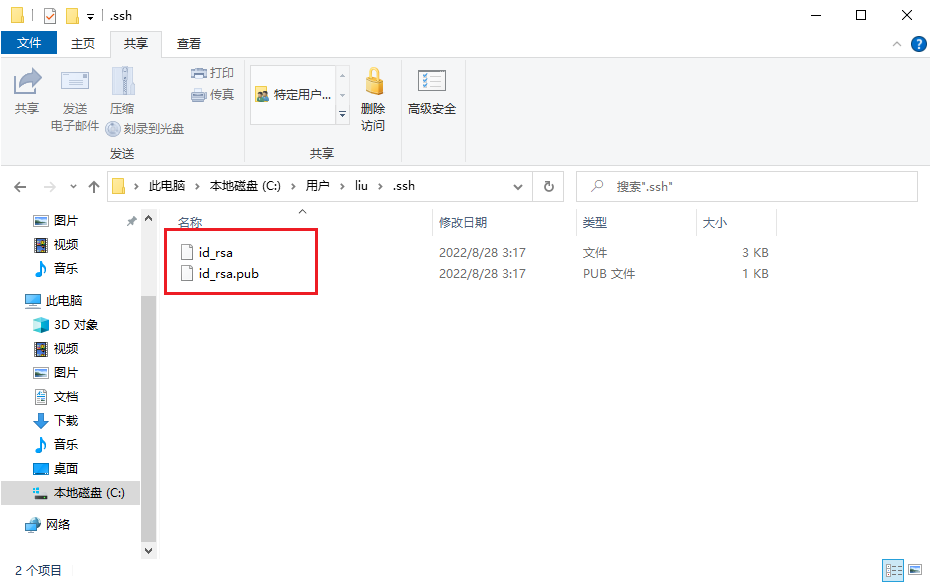 .ssh
文件 主页 共享 查看
共享
发送
电子邮件
压缩
刻录到光盘
打印
传真
发送
特定用户...
删除
访问
共享
高级安全
此电脑 本地磁盘 (C:) 用户 liu .ssh
搜索".ssh"
图片
视频
音乐
此电脑
3D 对象
视频
图片
文档
下载
音乐
桌面
本地磁盘 (C:)
网络
名称 修改日期 类型 大小
id_rsa 2022/8/28 3:17 文件 3 KB
id_rsa.pub 2022/8/28 3:17 PUB 文件 1 KB
2 个项目